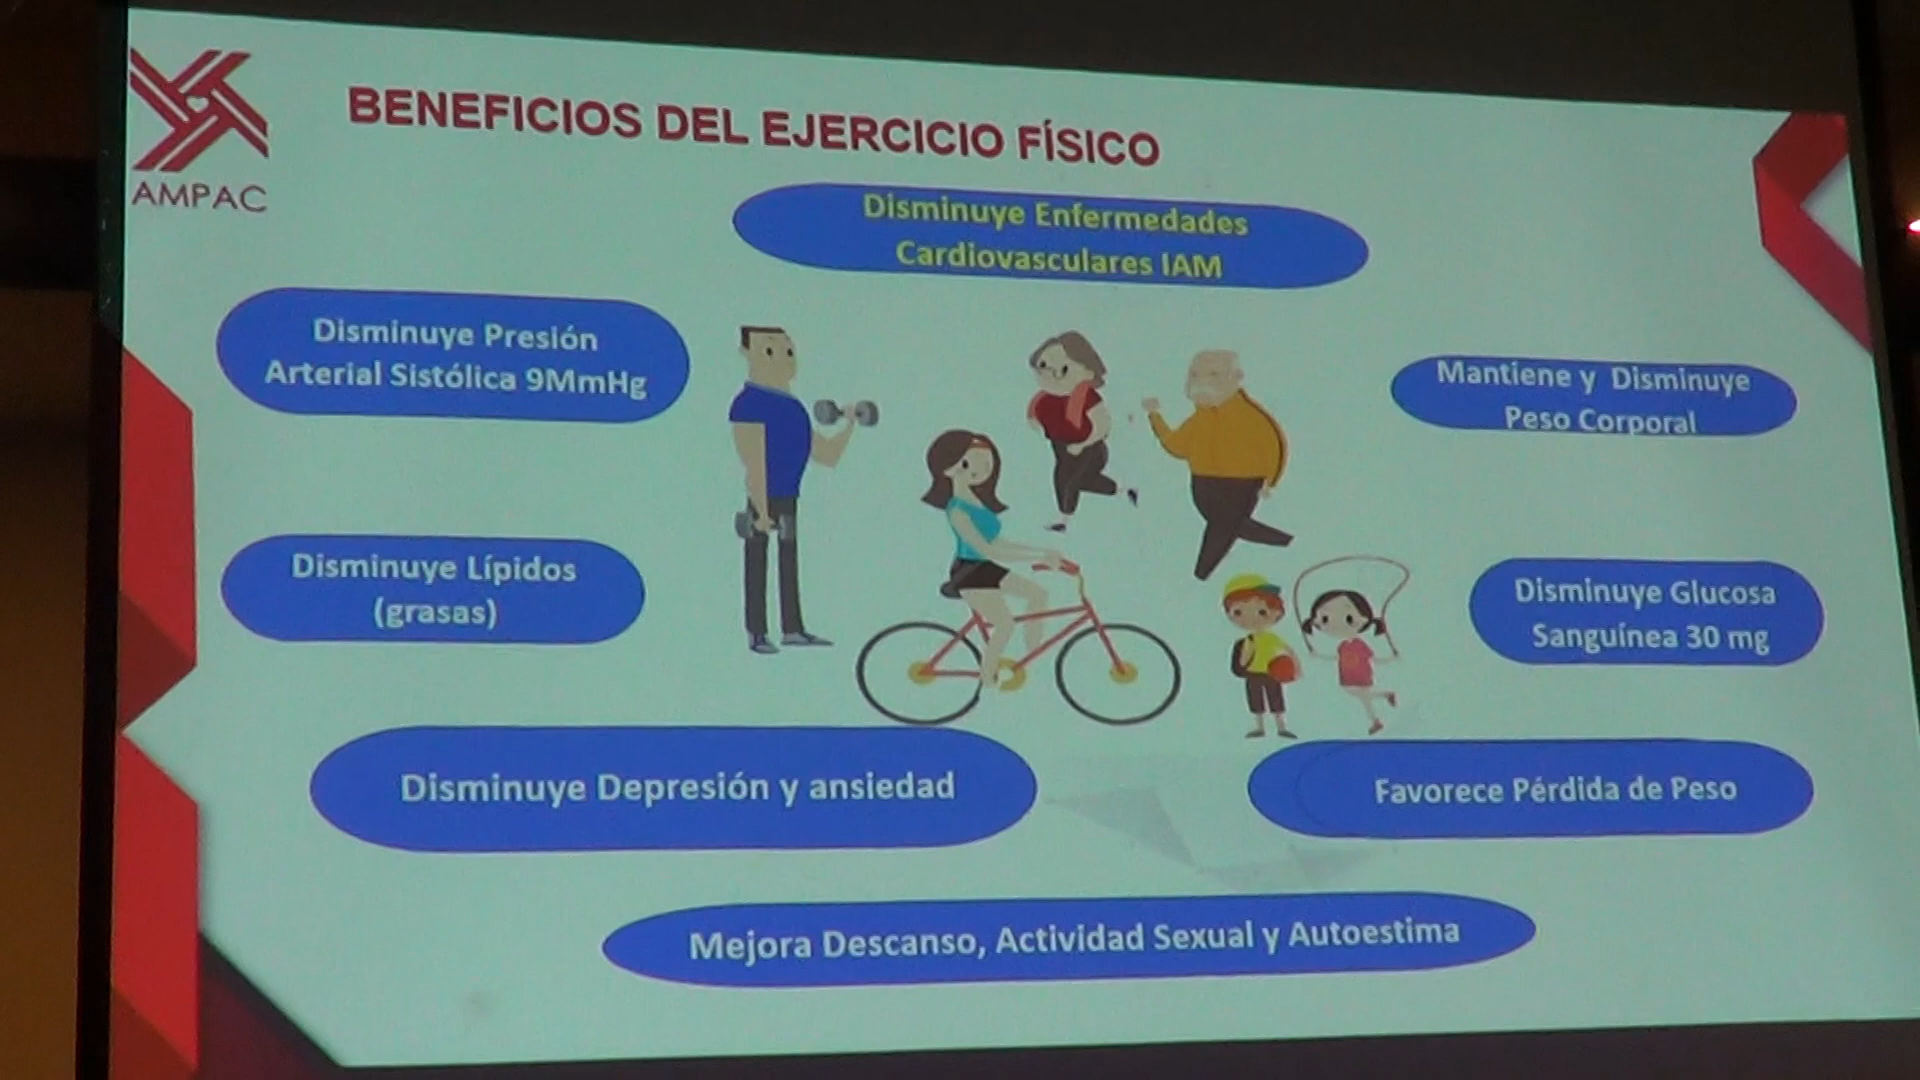 AMPAC
BENEFICIOS DEL EJERCICIO FÍSICO
Disminuye Enfermedades
Cardiovasculares IAM
Disminuye Presión
Arterial Sistólica 9MmHg
Mantiene y Disminuye
Peso Corporal
Disminuye Lípidos
(grasas)
Disminuye Glucosa
Sanguínea 30 mg
Disminuye Depresión y ansiedad
Favorece Pérdida de Peso
Mejora Descanso, Actividad Sexual y Autoestima